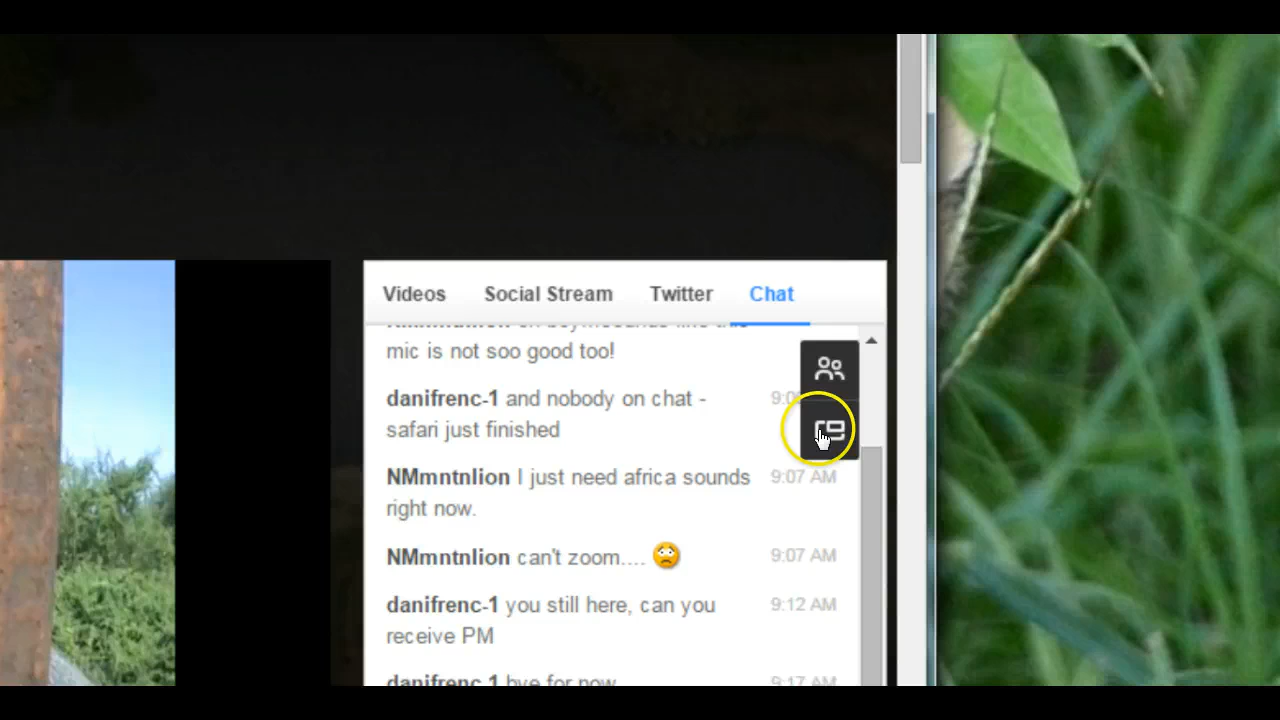 Videos Social Stream Twitter Chat
mic is not soo good too!
danifrenc-1 and nobody on chat -
safari just finished
NMmntnlion I just need africa sounds 9:07 AM
right now.
NMmntnlion can't zoom.... 9:07 AM
danifrenc-1 you still here, can you 9:12 AM
receive PM
danifrenc-1 bye for now 9:17 AM